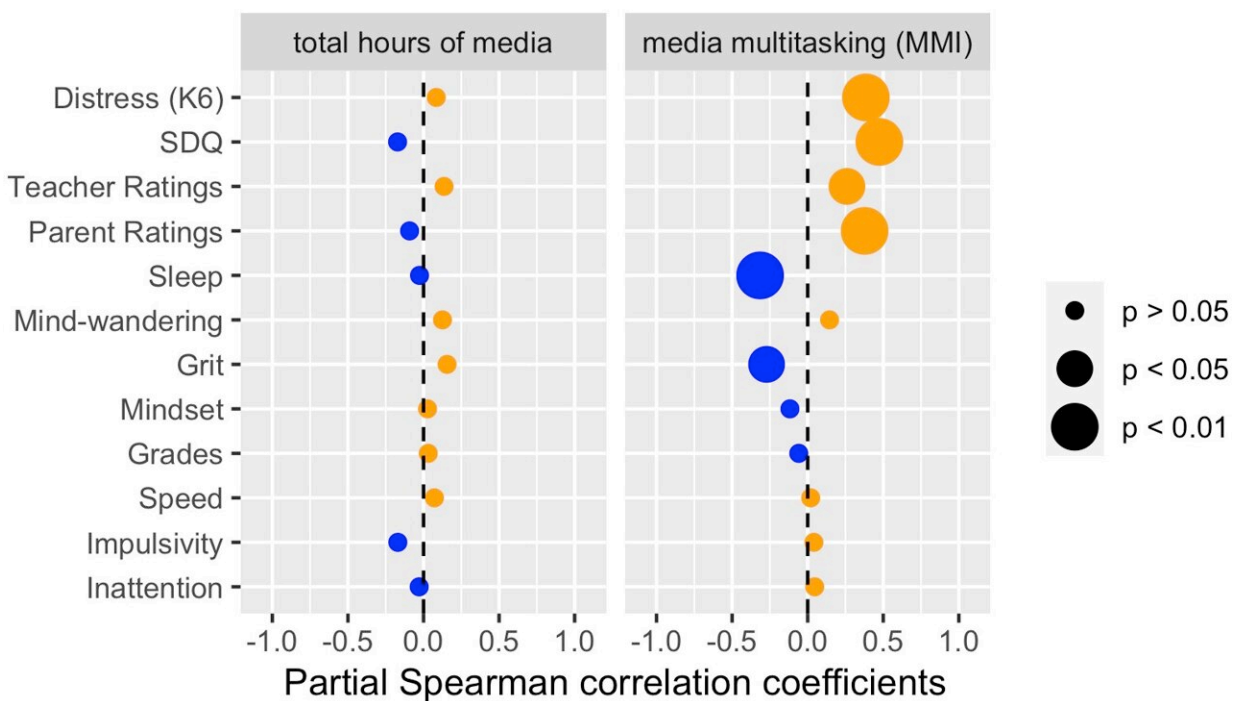 total hours of media
media multitasking (MMI)
Distress (K6)
SDQ
Teacher Ratings
Parent Ratings
Sleep
Mind-wandering
Grit
Mindset
Grades
Speed
Impulsivity
Inattention
-1.0 -0.5 0.0 0.5 1.0
-1.0 -0.5 0.0 0.5 1.0
Partial Spearman correlation coefficients
p > 0.05
p < 0.05
p < 0.01